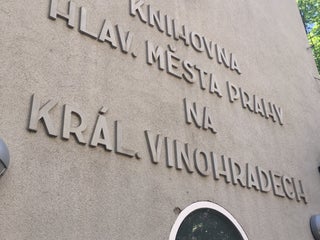 KNIHOVNA
HLAV. MĚSTA PRAHY
NA
KRÁL. VINOHRADECH